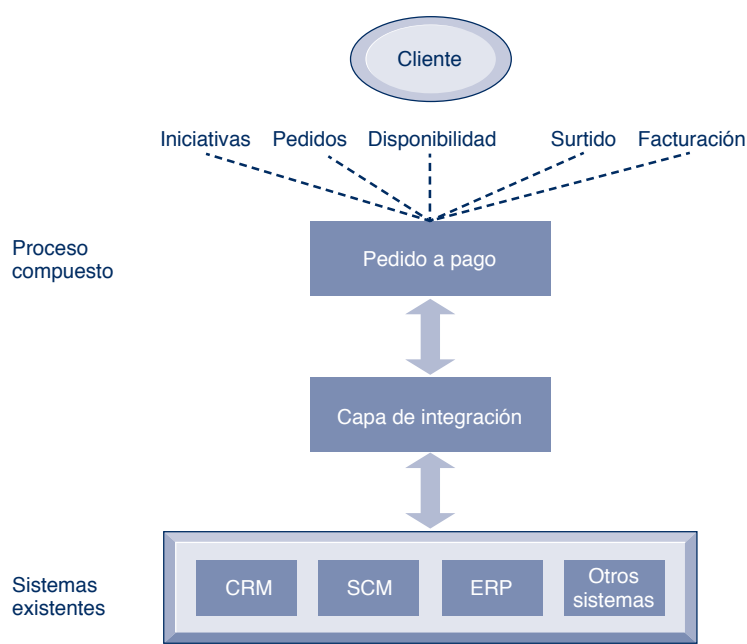 Cliente
Iniciativas Pedidos Disponibilidad Surtido Facturación
Proceso
compuesto
Pedido a pago
Capa de integración
Sistemas
existentes
CRM SCM ERP Otros
sistemas